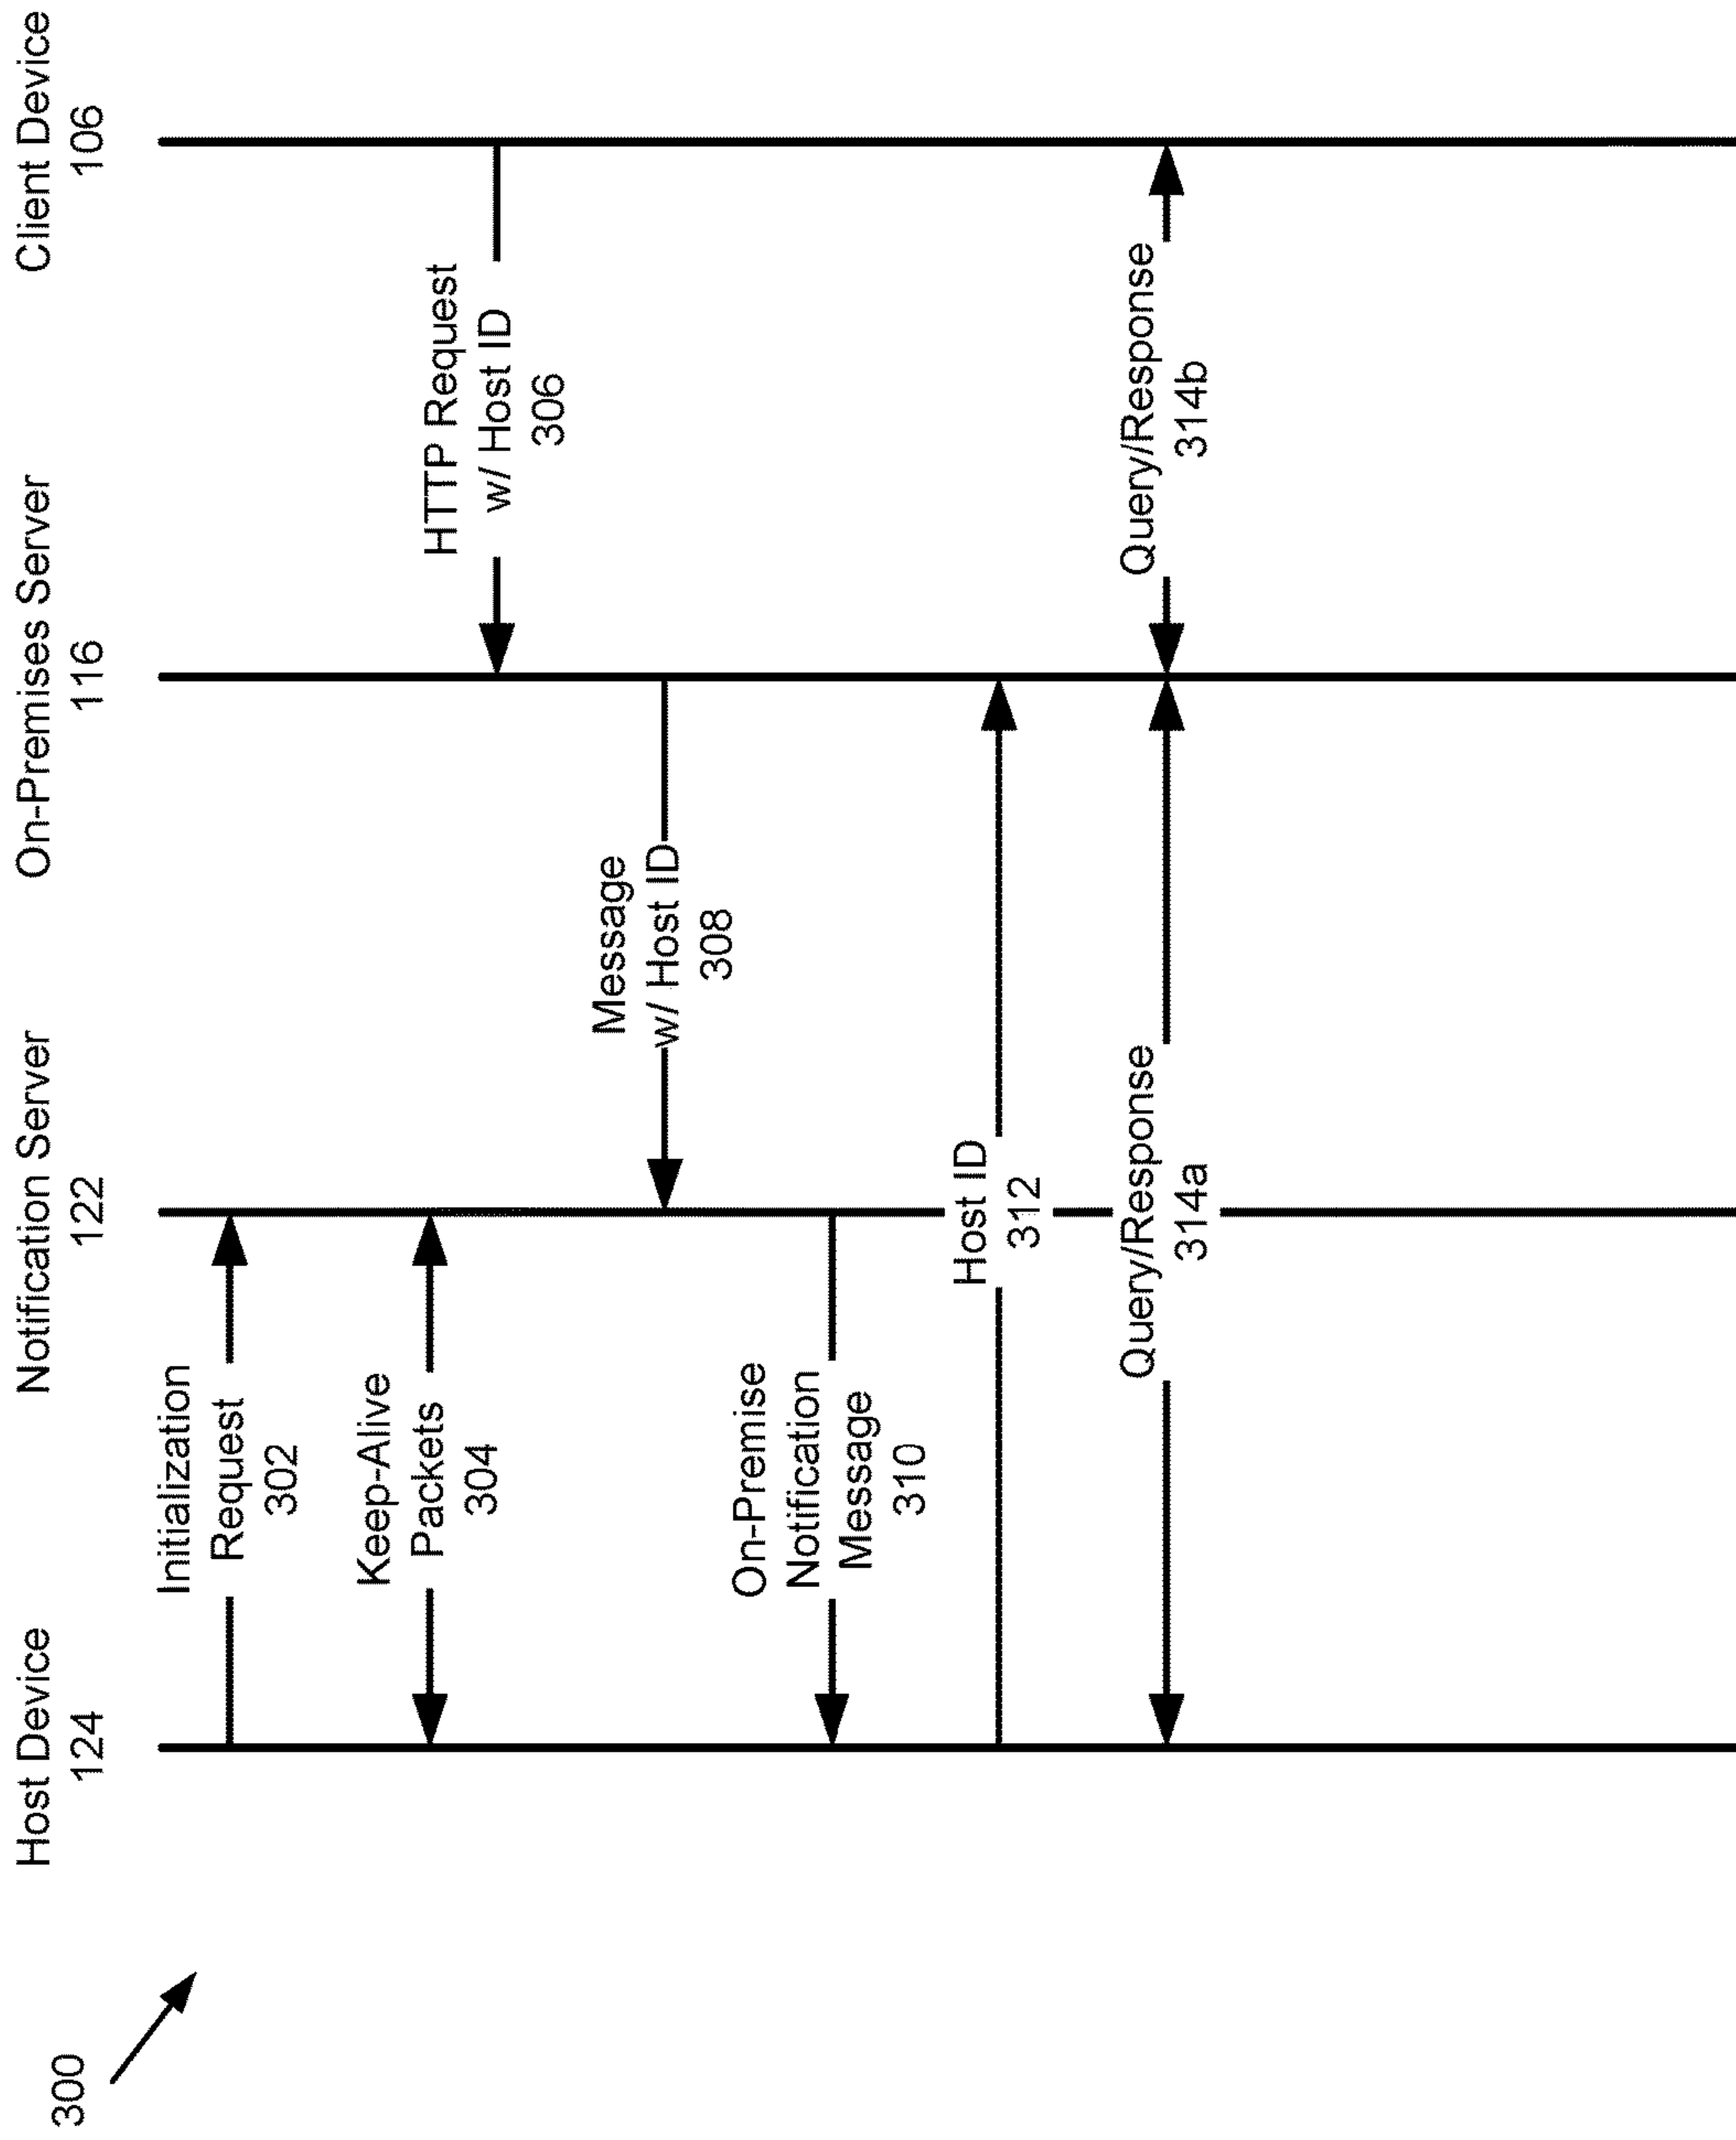 300
Host Device
124
Notification Server
122
On-Premises Server
116
Client Device
106
Initialization
Request
302
Keep-Alive
Packets
304
HTTP Request
w/ Host ID
306
Message
w/ Host ID
308
On-Premise
Notification
Message
310
Host ID
312
Query/Response
314a
Query/Response
314b